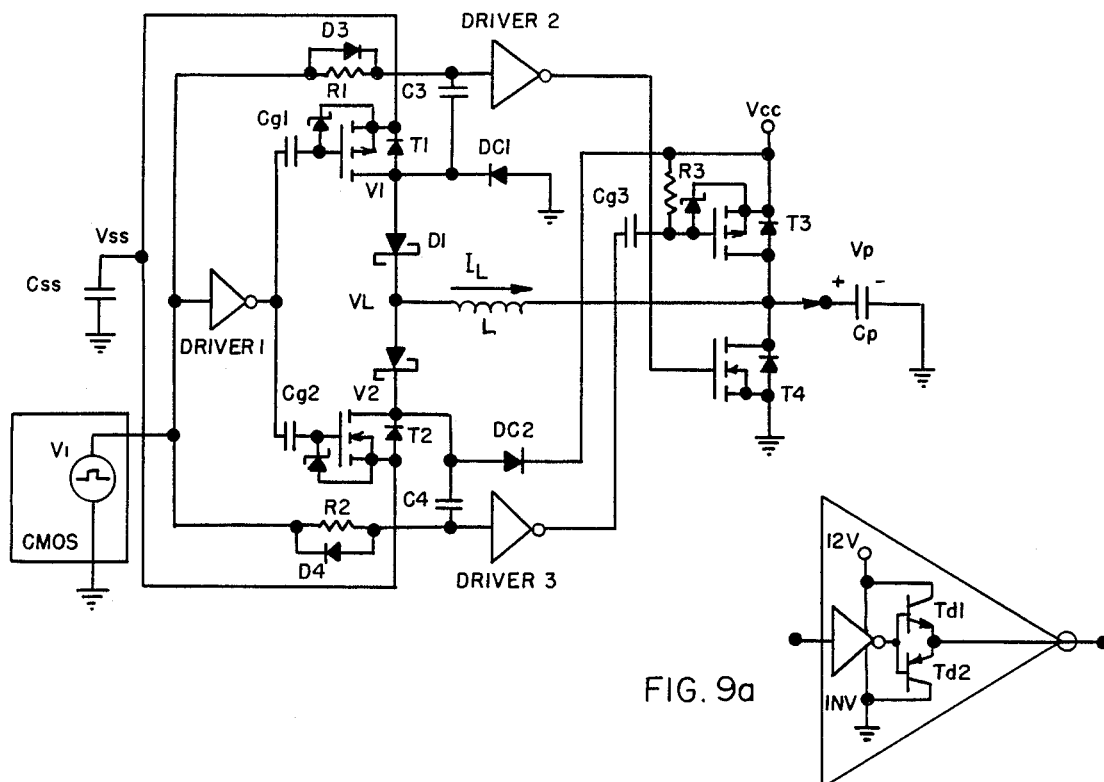 DRIVER 2
D3
R1
C3
Vcc
Cg1
T1
DC1
R3
V1
Cg3
T3
Vss
D1
Vp
Css
IL
+
-
VL
L
Cp
DRIVER 1
Cg2
V2
T4
T2
DC2
VI
C4
R2
CMOS
D4
DRIVER 3
12V
Td1
Td2
FIG. 9a
INV